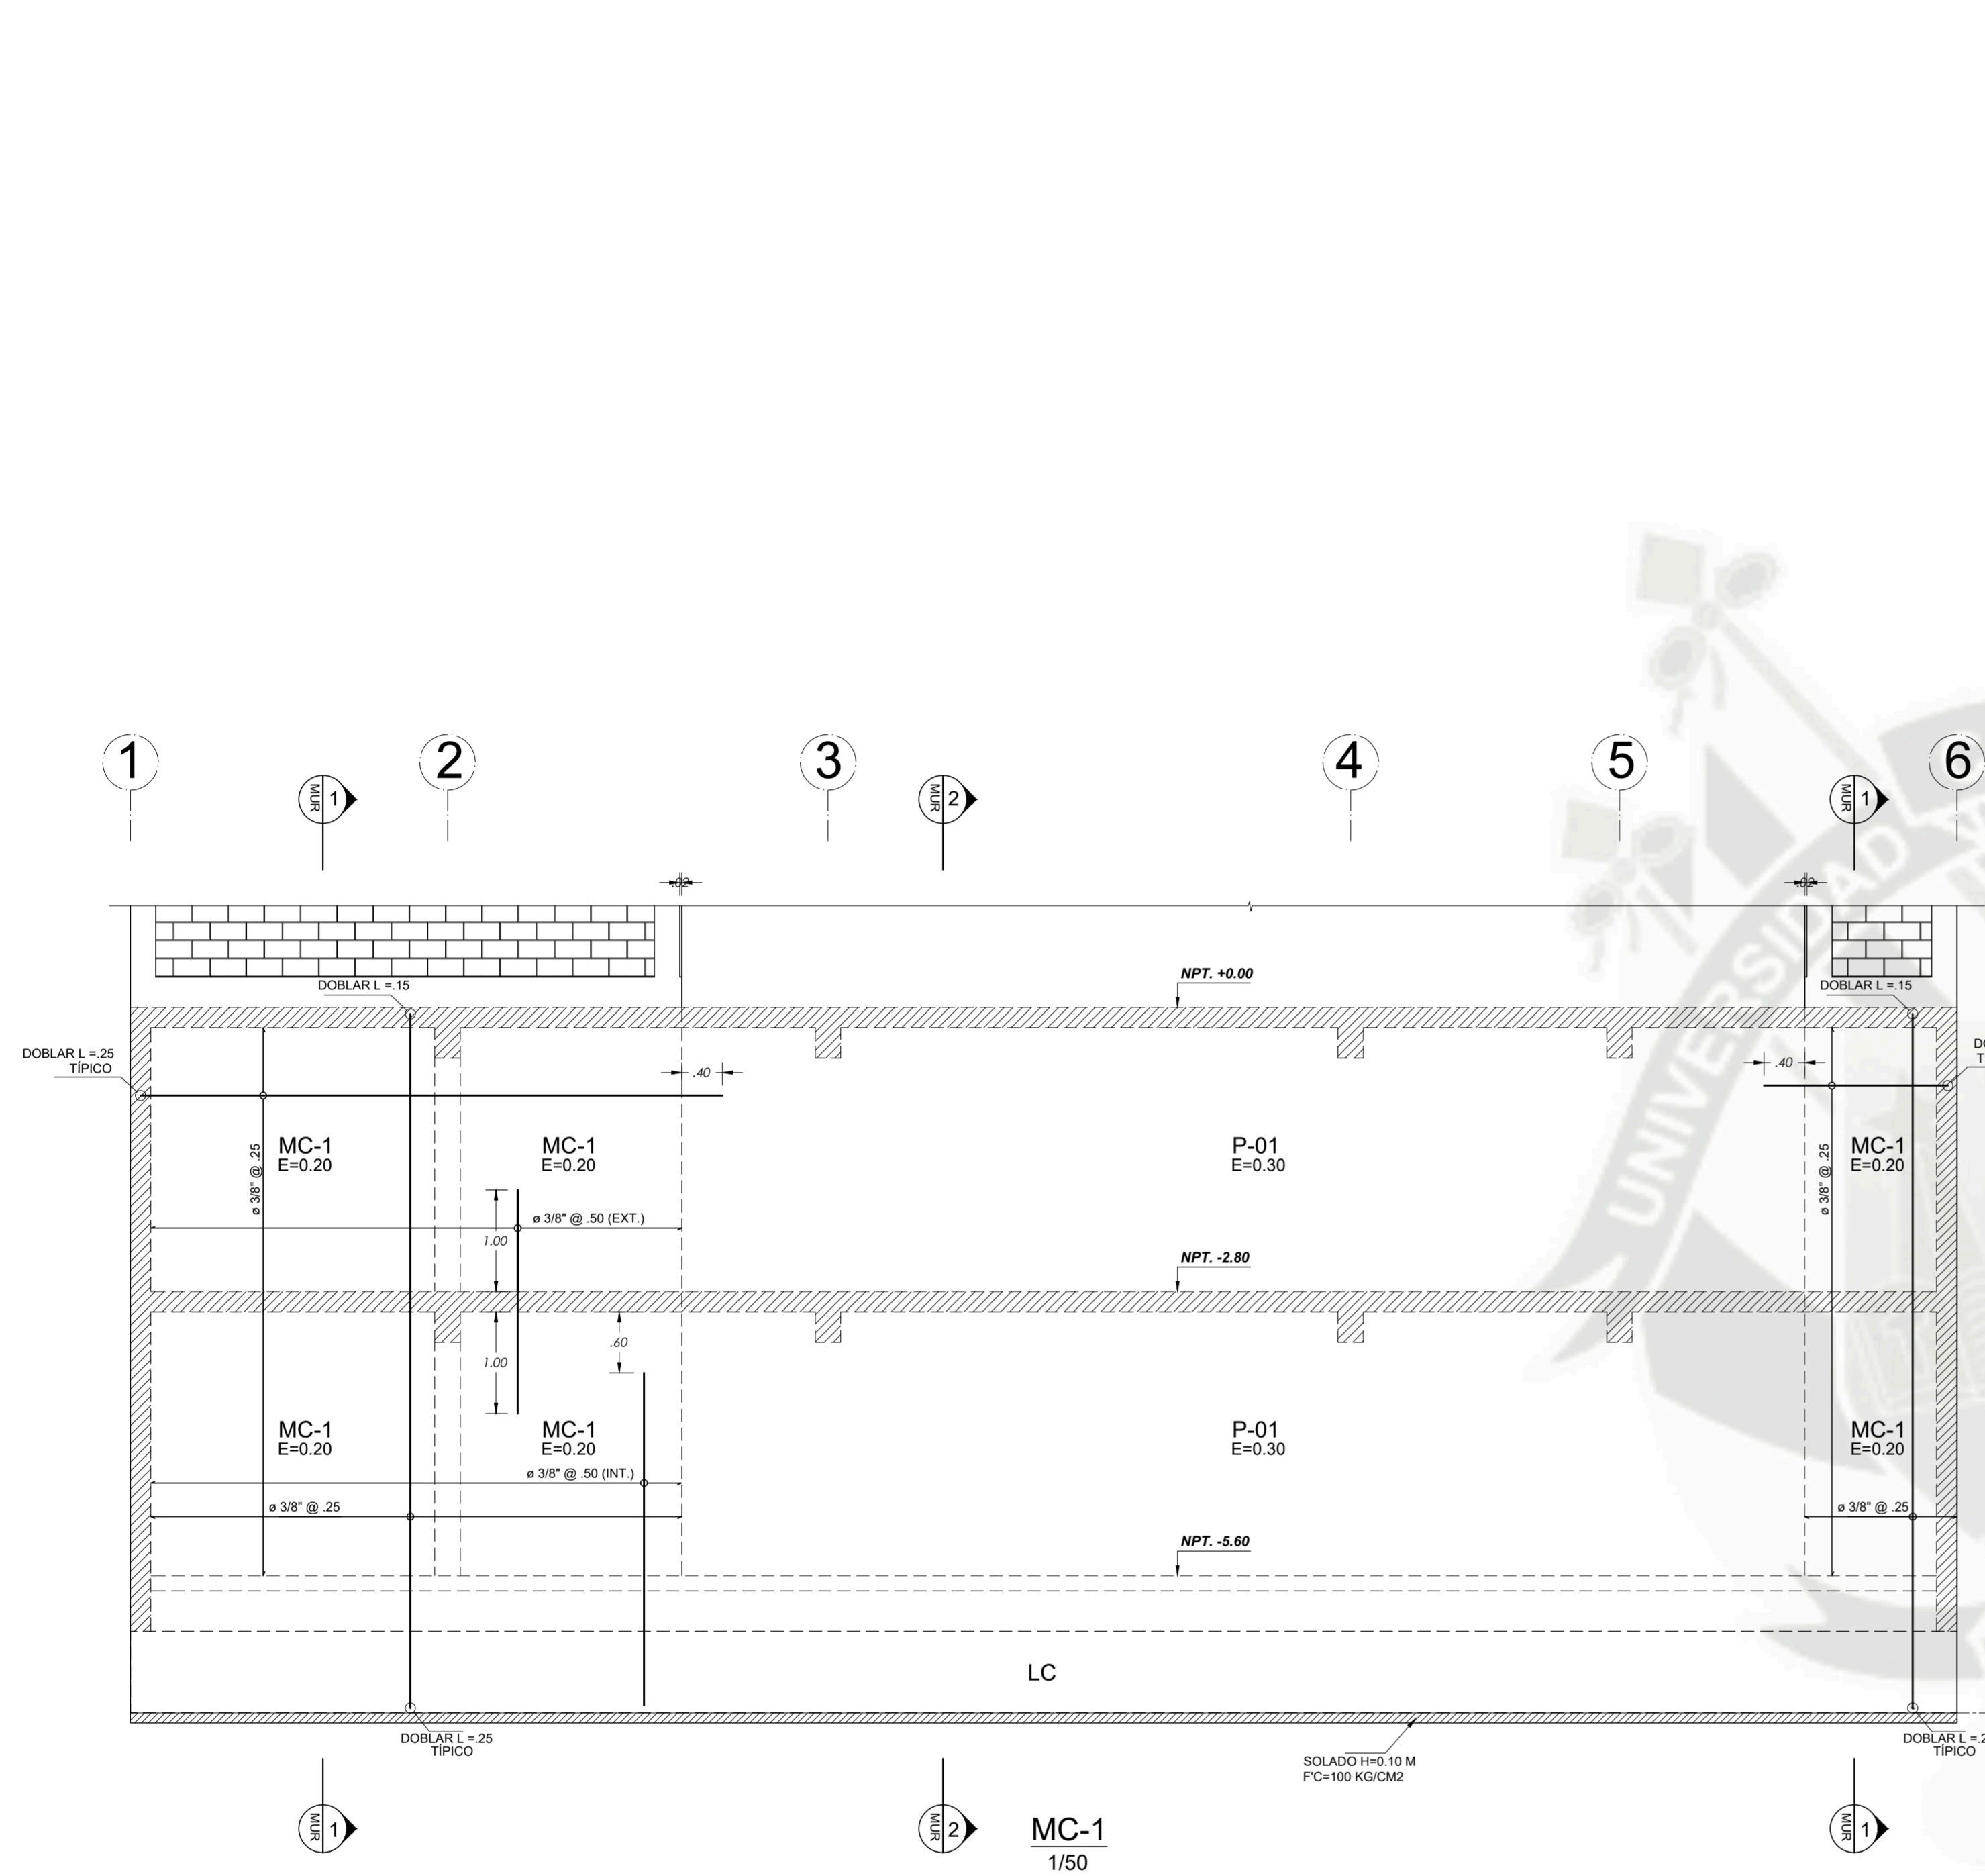 1
2
3
4
5
6
MUR 1
MUR 2
MUR 1
.02
.02
NPT. +0.00
DOBLAR L =.15
DOBLAR L =.15
DOBLAR L =.25
TÍPICO
.40
.40
MC-1
E=0.20
MC-1
E=0.20
P-01
E=0.30
MC-1
E=0.20
ø 3/8" @ .25
ø 3/8" @ .25
ø 3/8" @ .50 (EXT.)
1.00
NPT. -2.80
.60
1.00
MC-1
E=0.20
MC-1
E=0.20
P-01
E=0.30
MC-1
E=0.20
ø 3/8" @ .50 (INT.)
ø 3/8" @ .25
ø 3/8" @ .25
NPT. -5.60
LC
DOBLAR L =.25
TÍPICO
DOBLAR L =.2
TÍPICO
SOLADO H=0.10 M
F'C=100 KG/CM2
MUR 1
MUR 2
MUR 1
MC-1
1/50
UNIVERSIDAD